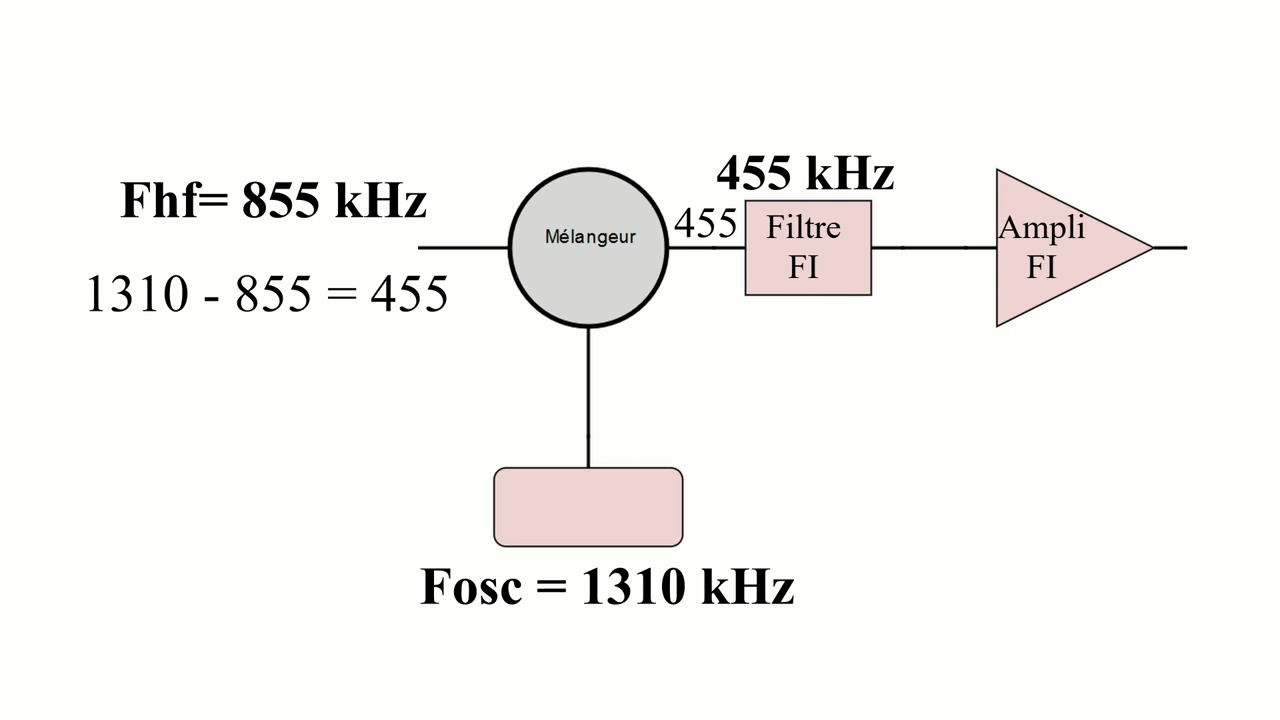 Fhf= 855 kHz
1310 - 855 = 455
Mélangeur
455
455 kHz
Filtre
FI
Ampli
FI
Fosc = 1310 kHz